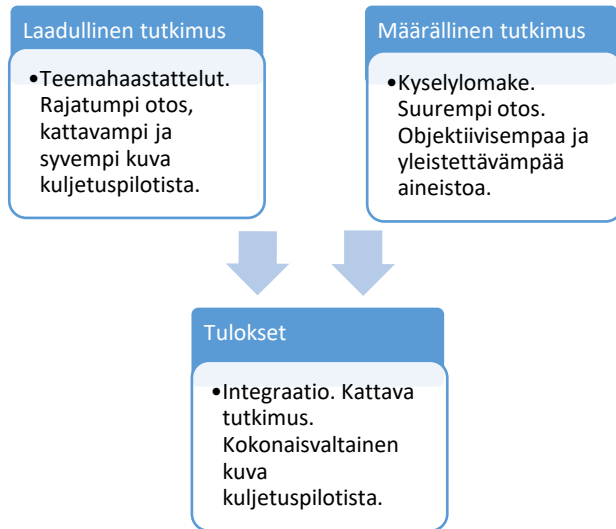 Laadullinen tutkimus
•Teemahaastattelut.
Rajatumpi otos,
kattavampi ja
syvempi kuva
kuljetuspilotista.
Määrällinen tutkimus
•Kyselylomake.
Suurempi otos.
Objektiivisempaa ja
yleistettävämpää
aineistoa.
Tulokset
•Integraatio. Kattava
tutkimus.
Kokonaisvaltainen
kuva
kuljetuspilotista.